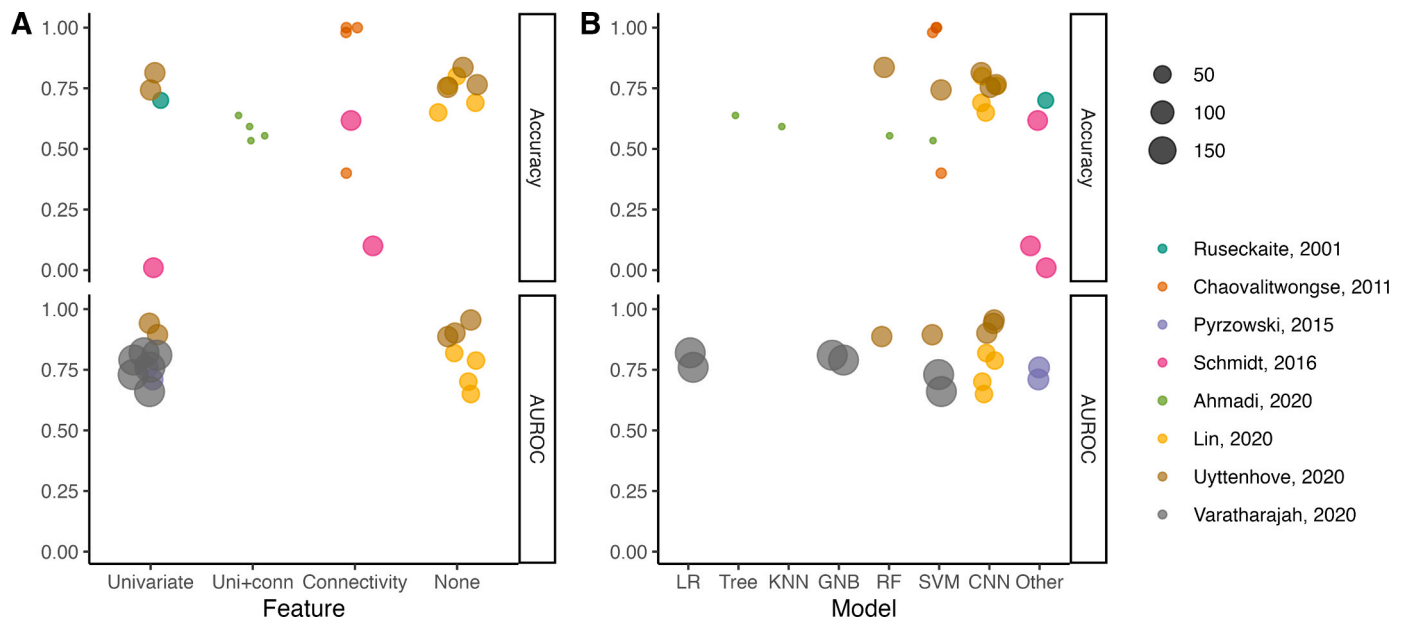 A
1.00
0.75
0.50
0.25
0.00
Accuracy
1.00
0.75
0.50
0.25
0.00
AUROC
Univariate Uni+conn Connectivity None
Feature
B
1.00
0.75
0.50
0.25
0.00
Accuracy
1.00
0.75
0.50
0.25
0.00
AUROC
LR Tree KNN GNB RF SVM CNN Other
Model
50
100
150
Ruseckaite, 2001
Chaovalitwongse, 2011
Pyrzowski, 2015
Schmidt, 2016
Ahmadi, 2020
Lin, 2020
Uyttenhove, 2020
Varatharajah, 2020